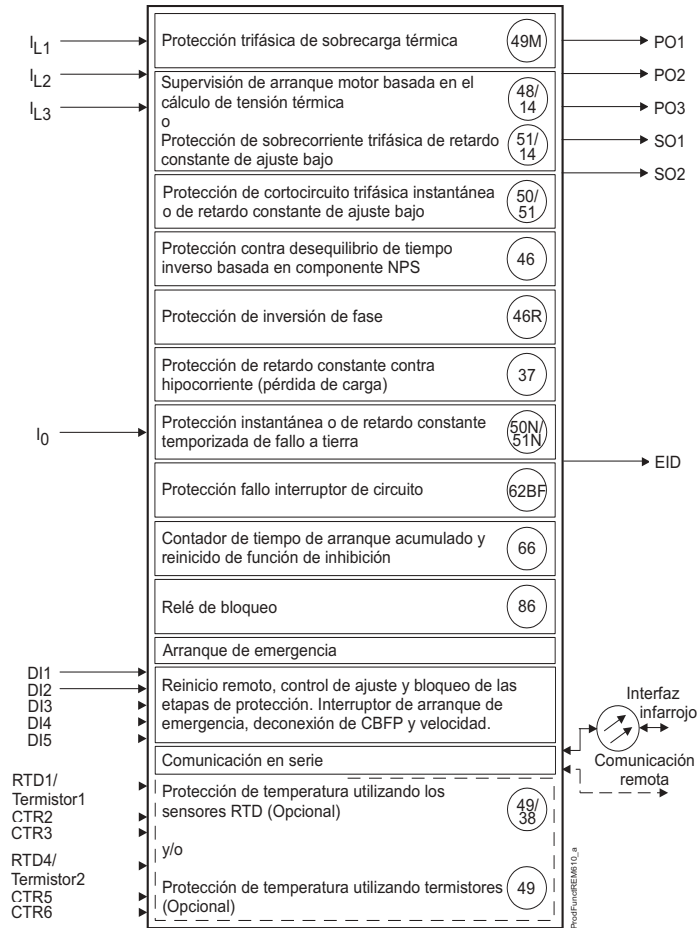 I_L1
I_L2
I_L3
Protección trifásica de sobrecarga térmica
49M
PO1
PO2
PO3
SO1
SO2
Supervisión de arranque motor basada en el
cálculo de tensión térmica
48/
14
o
Protección de sobrecorriente trifásica de retardo
constante de ajuste bajo
51/
14
Protección de cortocircuito trifásica instantánea
o de retardo constante de ajuste bajo
50/
51
Protección contra desequilibrio de tiempo
inverso basada en componente NPS
46
Protección de inversión de fase
46R
Protección de retardo constante contra
hipocorriente (pérdida de carga)
37
I_0
Protección instantánea o de retardo constante
temporizada de fallo a tierra
50N/
51N
EID
Protección fallo interruptor de circuito
62BF
Contador de tiempo de arranque acumulado y
reinicido de función de inhibición
66
Relé de bloqueo
86
Arranque de emergencia
DI1
DI2
DI3
DI4
DI5
Reinicio remoto, control de ajuste y bloqueo de las
etapas de protección. Interruptor de arranque de
emergencia, deconexión de CBFP y velocidad.
Interfaz
infarrojo
Comunicación en serie
Comunicación
remota
RTD1/
Termistor1
CTR2
CTR3
RTD4/
Termistor2
CTR5
CTR6
Protección de temperatura utilizando los
sensores RTD (Opcional)
49/
38
y/o
Protección de temperatura utilizando termistores
(Opcional)
49
ProdFunctREM610_a